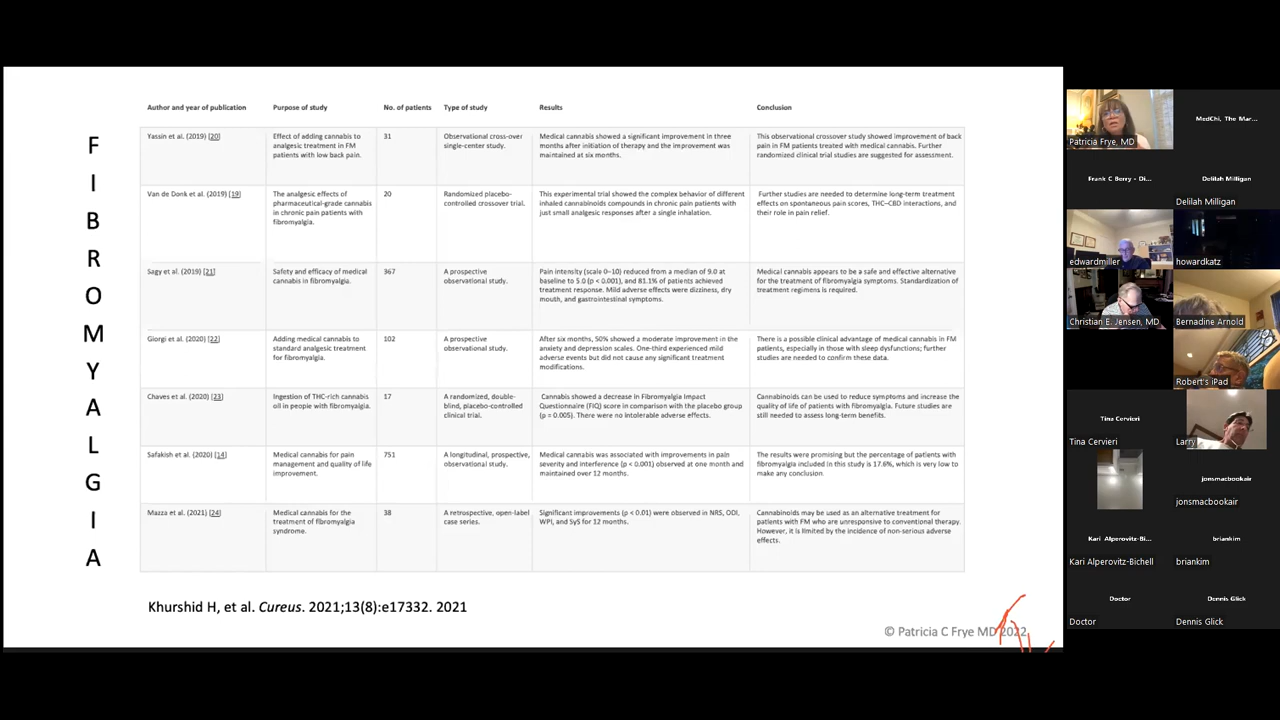 Author and year of publication Purpose of study No. of patients Type of study Results Conclusion
F
I
B
R
O
M
Y
A
L
G
I
A
Yassin et al. (2019) [20]
Effect of adding cannabis to
analgesic treatment in FM
patients with low back pain.
31
Observational cross-over
single-center study.
Medical cannabis showed a significant improvement in three
months after initiation of therapy and the improvement was
maintained at six months.
This observational crossover study showed improvement of back
pain in FM patients treated with medical cannabis. Further
randomized clinical trial studies are suggested for assessment.
Van de Donk et al. (2019) [19]
The analgesic effects of
pharmaceutical-grade cannabis
in chronic pain patients with
fibromyalgia.
20
Randomized placebo-
controlled crossover trial.
This experimental trial showed the complex behavior of different
inhaled cannabinoids compounds in chronic pain patients with
just small analgesic responses after a single inhalation.
Further studies are needed to determine long-term treatment
effects on spontaneous pain scores, THC–CBD interactions, and
their role in pain relief.
Sagy et al. (2019) [21]
Safety and efficacy of medical
cannabis in fibromyalgia.
367
A prospective
observational study.
Pain intensity (scale 0–10) reduced from a median of 9.0 at
baseline to 5.0 (p < 0.001), and 81.1% of patients achieved
treatment response. Mild adverse effects were dizziness, dry
mouth, and gastrointestinal symptoms.
Medical cannabis appears to be a safe and effective alternative
for the treatment of fibromyalgia symptoms. Standardization of
treatment regimens is required.
Giorgi et al. (2020) [22]
Adding medical cannabis to
standard analgesic treatment
for fibromyalgia.
102
A prospective
observational study.
After six months, 50% showed a moderate improvement in the
anxiety and depression scales. One-third experienced mild
adverse events but did not cause any significant treatment
modifications.
There is a possible clinical advantage of medical cannabis in FM
patients, especially in those with sleep dysfunctions; further
studies are needed to confirm these data.
Chaves et al. (2020) [23]
Ingestion of THC-rich cannabis
oil in people with fibromyalgia.
17
A randomized, double-
blind, placebo-controlled
clinical trial.
Cannabis showed a decrease in Fibromyalgia Impact
Questionnaire (FIQ) score in comparison with the placebo group
(p = 0.005). There were no intolerable adverse effects.
Cannabinoids can be used to reduce symptoms and increase the
quality of life of patients with fibromyalgia. Future studies are
still needed to assess long-term benefits.
Safakish et al. (2020) [14]
Medical cannabis for pain
management and quality of life
improvement.
751
A longitudinal, prospective,
observational study.
Medical cannabis was associated with improvements in pain
severity and interference (p < 0.001) observed at one month and
maintained over 12 months.
The results were promising but the percentage of patients with
fibromyalgia included in this study is 17.6%, which is very low to
make any conclusion.
Mazza et al. (2021) [24]
Medical cannabis for the
treatment of fibromyalgia
syndrome.
38
A retrospective, open-label
case series.
Significant improvements (p < 0.01) were observed in NRS, ODI,
WPI, and SyS for 12 months.
Cannabinoids may be used as an alternative treatment for
patients with FM who are unresponsive to conventional therapy.
However, it is limited by the incidence of non-serious adverse
effects.
Khurshid H, et al. Cureus. 2021;13(8):e17332. 2021
© Patricia C Frye MD 2022
Patricia Frye, MD
MedChi, The Mar...
Frank C Berry - Di...
Delilah Milligan
Delilah Milligan
edwardmiller
howardkatz
Christian E. Jensen, MD
Bernadine Arnold
Robert's iPad
Tina Cervieri
Tina Cervieri
Larry
jonsmacbookair
jonsmacbookair
Kari Alperovitz-Bi...
Kari Alperovitz-Bichell
briankim
briankim
Doctor
Doctor
Dennis Glick
Dennis Glick